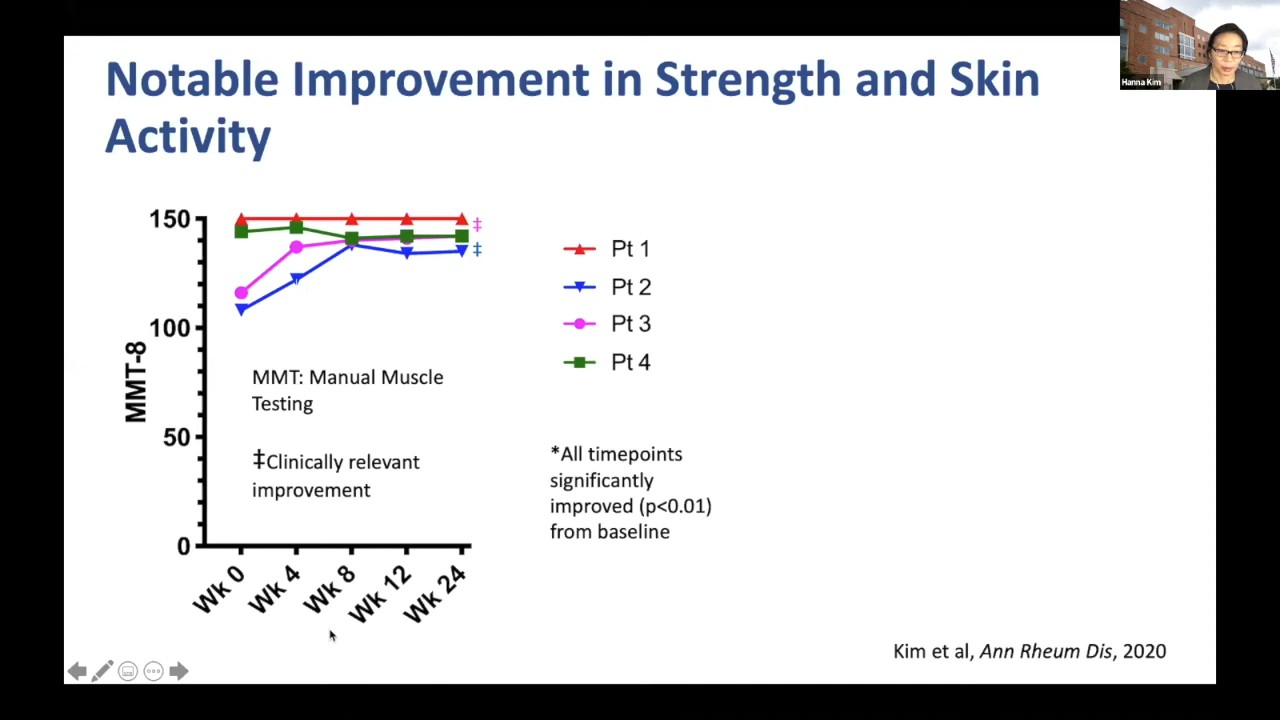 Notable Improvement in Strength and Skin
Activity
Hanna Kim
150
100
50
0
MMT-8
Wk 0
Wk 4
Wk 8
Wk 12
Wk 24
‡
‡
MMT: Manual Muscle
Testing
‡Clinically relevant
improvement
Pt 1
Pt 2
Pt 3
Pt 4
*All timepoints
significantly
improved (p<0.01)
from baseline
Kim et al, Ann Rheum Dis, 2020